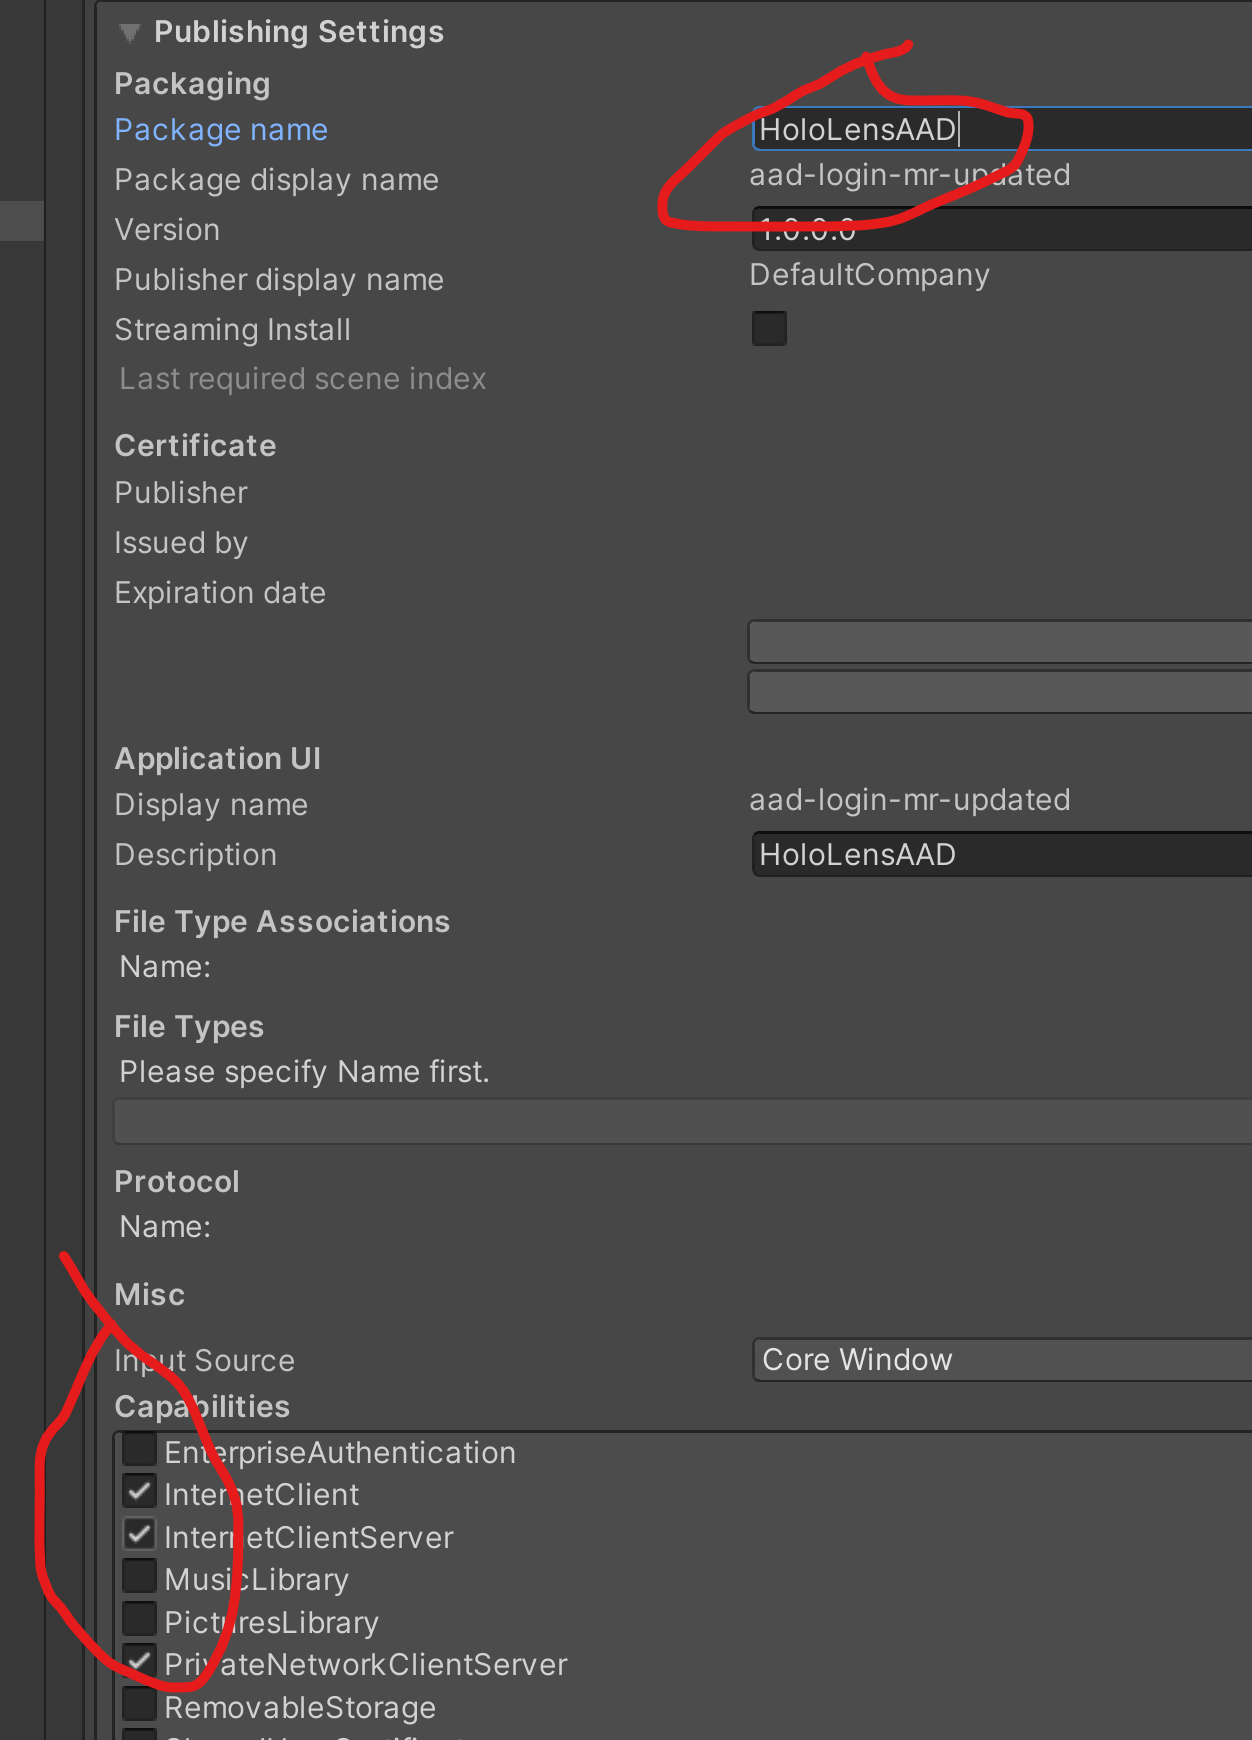 Publishing Settings
Packaging
Package name HoloLensAAD
Package display name aad-login-mr-updated
Version 1.0.0.0
Publisher display name DefaultCompany
Streaming Install
Last required scene index
Certificate
Publisher
Issued by
Expiration date
Application UI
Display name aad-login-mr-updated
Description HoloLensAAD
File Type Associations
Name:
File Types
Please specify Name first.
Protocol
Name:
Misc
Input Source Core Window
Capabilities
EnterpriseAuthentication
InternetClient
InternetClientServer
MusicLibrary
PicturesLibrary
PrivateNetworkClientServer
RemovableStorage